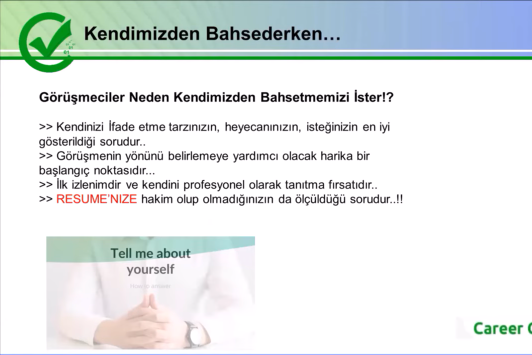 Kendimizden Bahsederken…
Görüşmeciler Neden Kendimizden Bahsetmemizi İster!?
>> Kendinizi İfade etme tarzınızın, heyecanınızın, isteğinizin en iyi
gösterildiği sorudur..
>> Görüşmenin yönünü belirlemeye yardımcı olacak harika bir
başlangıç noktasıdır...
>> İlk izlenimdir ve kendini profesyonel olarak tanıtma fırsatıdır..
>> RESUME’NIZE hakim olup olmadığınızın da ölçüldüğü sorudur..!!
Tell me about
yourself
Career